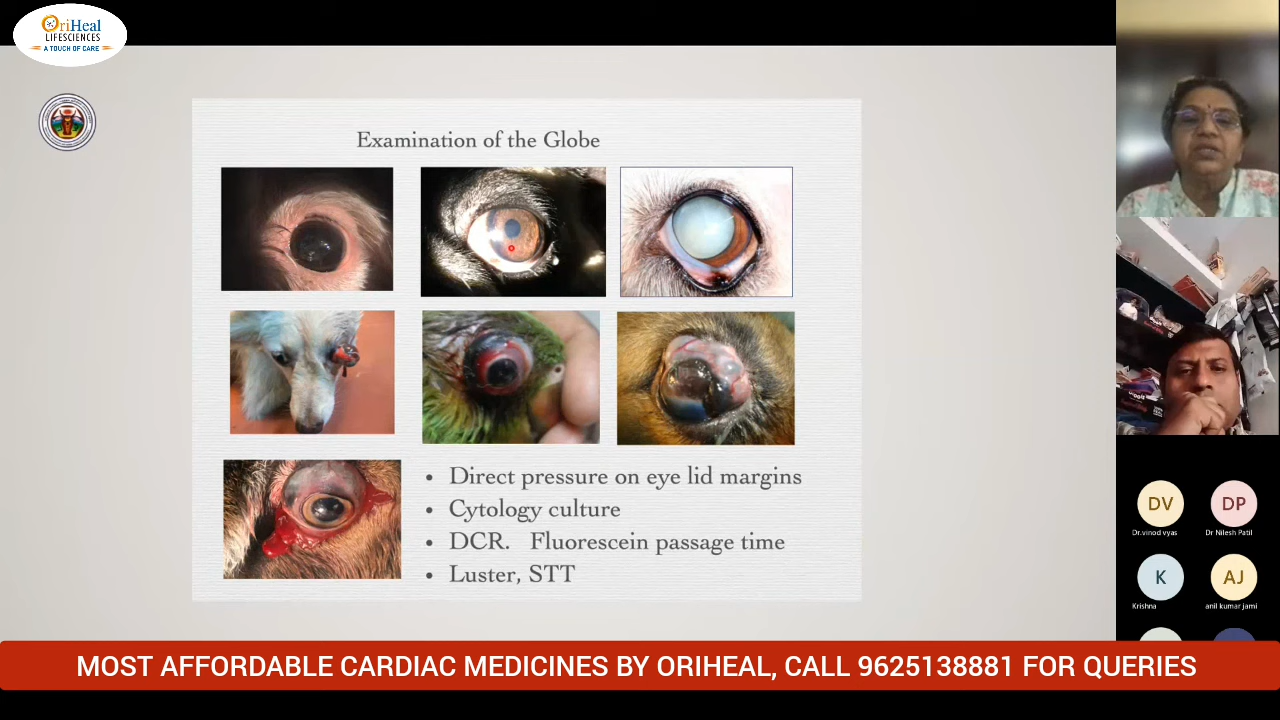 OriHeal
LIFESCIENCES
A TOUCH OF CARE
Examination of the Globe
• Direct pressure on eye lid margins
• Cytology culture
• DCR. Fluorescein passage time
• Luster, STT
DV
DP
Dr.vinod vyas
Dr Nilesh Patil
K
AJ
Krishna
anil kumar jami
MOST AFFORDABLE CARDIAC MEDICINES BY ORIHEAL, CALL 9625138881 FOR QUERIES